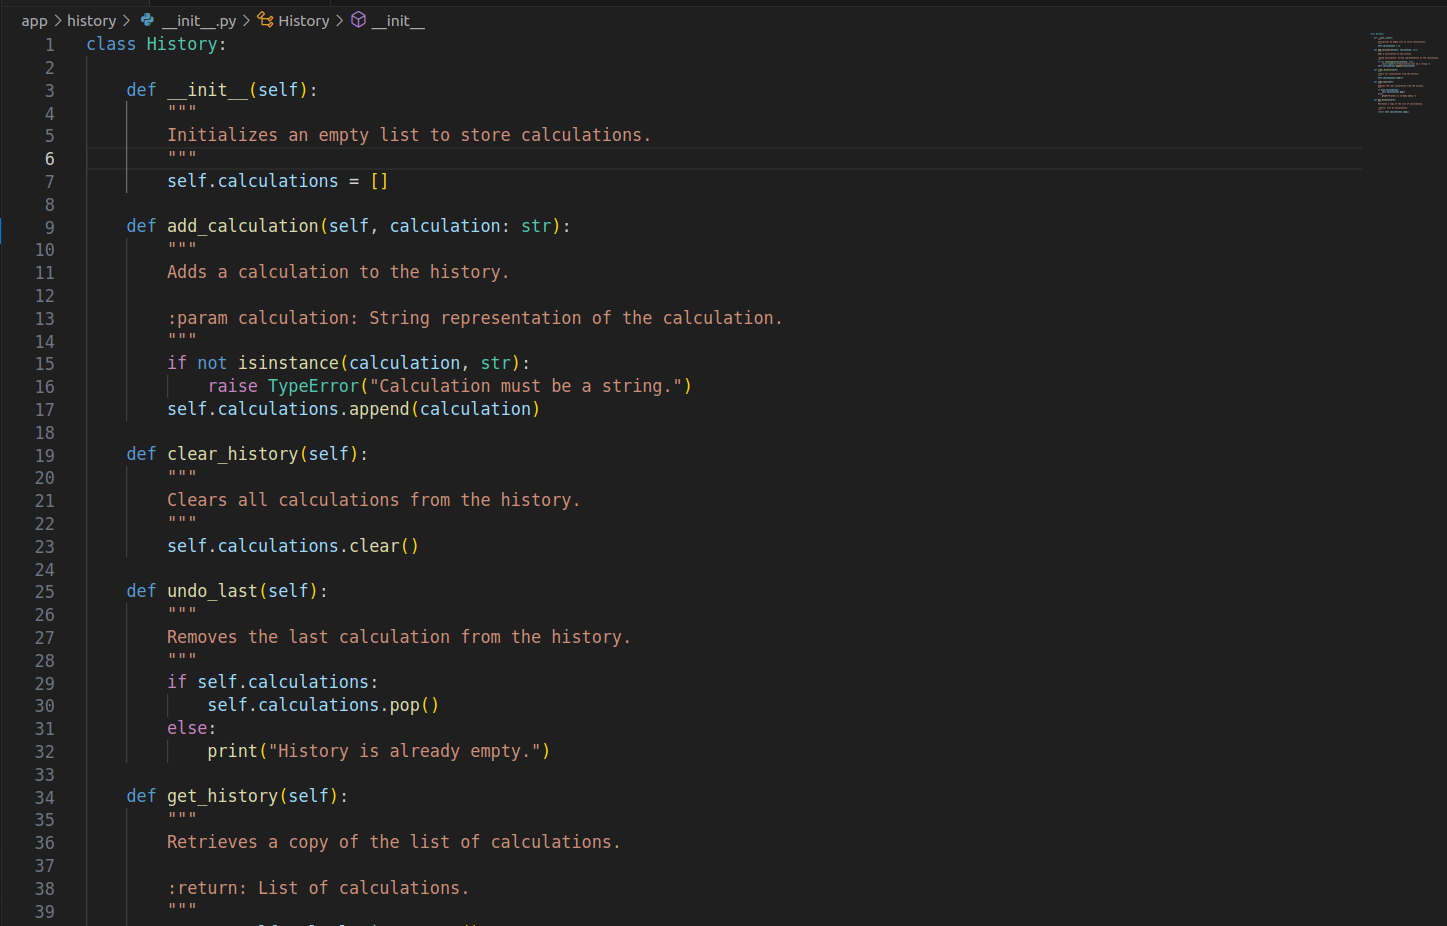 app > history > __init__.py > History > __init__
1 class History:
2
3     def __init__(self):
4         """
5         Initializes an empty list to store calculations.
6         """
7         self.calculations = []
8
9     def add_calculation(self, calculation: str):
10         """
11         Adds a calculation to the history.
12
13         :param calculation: String representation of the calculation.
14         """
15         if not isinstance(calculation, str):
16             raise TypeError("Calculation must be a string.")
17         self.calculations.append(calculation)
18
19     def clear_history(self):
20         """
21         Clears all calculations from the history.
22         """
23         self.calculations.clear()
24
25     def undo_last(self):
26         """
27         Removes the last calculation from the history.
28         """
29         if self.calculations:
30             self.calculations.pop()
31         else:
32             print("History is already empty.")
33
34     def get_history(self):
35         """
36         Retrieves a copy of the list of calculations.
37
38         :return: List of calculations.
39         """